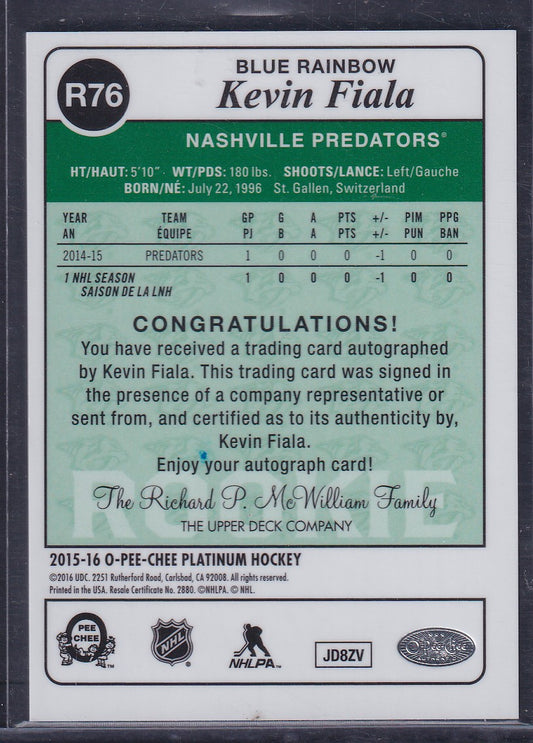 R76
BLUE RAINBOW
Kevin Fiala
NASHVILLE PREDATORS®
HT/HAUT: 5'10" · WT/PDS: 180 lbs. SHOOTS/LANCE: Left/Gauche
BORN/NÉ: July 22, 1996 St. Gallen, Switzerland
YEAR TEAM GP G A PTS +/- PIM PPG
AN ÉQUIPE PJ B A PTS +/- PUN BAN
2014-15 PREDATORS 1 0 0 0 -1 0 0
1 NHL SEASON 1 0 0 0 -1 0 0
SAISON DE LA LNH
CONGRATULATIONS!
You have received a trading card autographed
by Kevin Fiala. This trading card was signed in
the presence of a company representative or
sent from, and certified as to its authenticity by,
Kevin Fiala.
Enjoy your autograph card!
The Richard P. McWilliam Family
THE UPPER DECK COMPANY
ROOKIE
2015-16 O-PEE-CHEE PLATINUM HOCKEY
©2016 UDC. 2251 Rutherford Road, Carlsbad, CA 92008. All rights reserved.
Printed in the U.S.A. Resale Certificate No. 2880. ©NHLPA. © NHL.
PEE
CHEE
NHL
NHLPA
JD8ZV
O-Pee-Chee